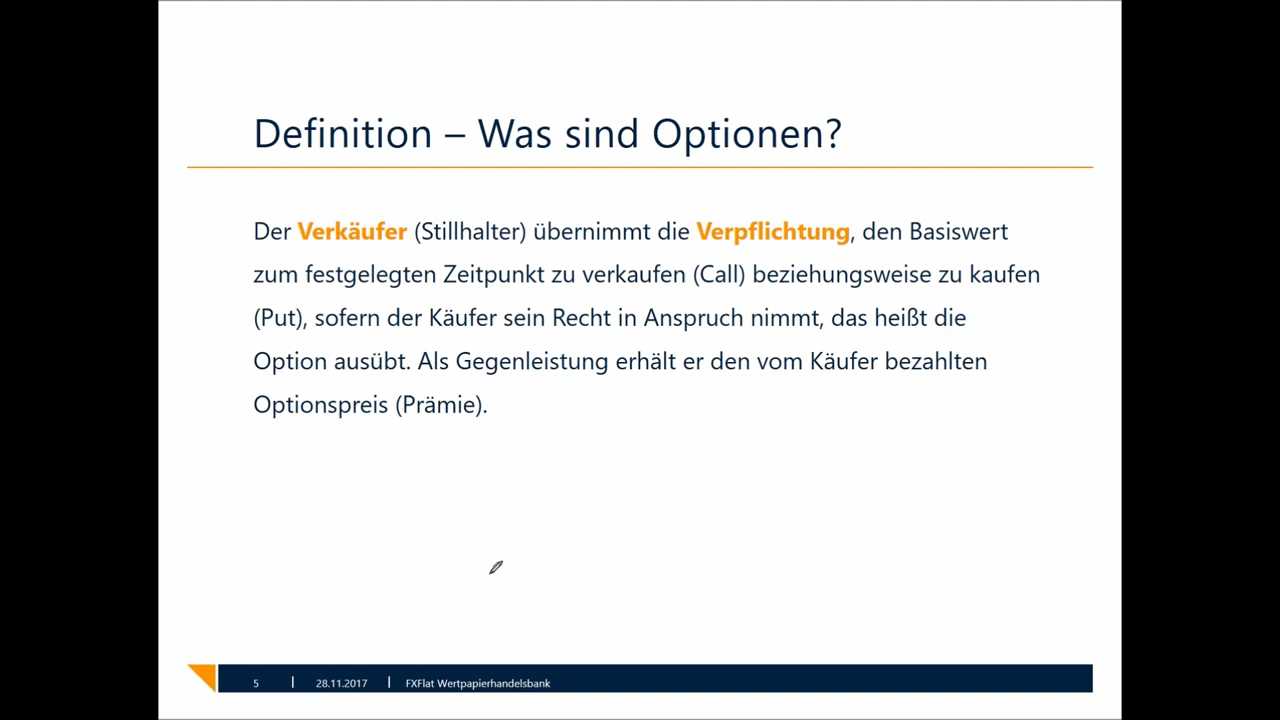 Definition – Was sind Optionen?
Der Verkäufer (Stillhalter) übernimmt die Verpflichtung, den Basiswert
zum festgelegten Zeitpunkt zu verkaufen (Call) beziehungsweise zu kaufen
(Put), sofern der Käufer sein Recht in Anspruch nimmt, das heißt die
Option ausübt. Als Gegenleistung erhält er den vom Käufer bezahlten
Optionspreis (Prämie).
5 | 28.11.2017 | FXFlat Wertpapierhandelsbank